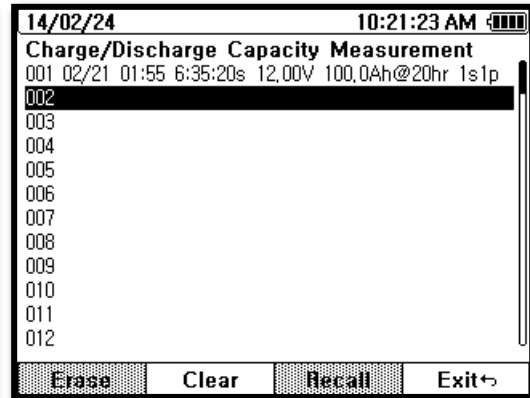 14/02/24 10:21:23 AM
Charge/Discharge Capacity Measurement
001 02/21 01:55 6:35:20s 12,00V 100,0Ah@20hr 1s1p
002
003
004
005
006
007
008
009
010
011
012
Erase Clear Recall Exit↰